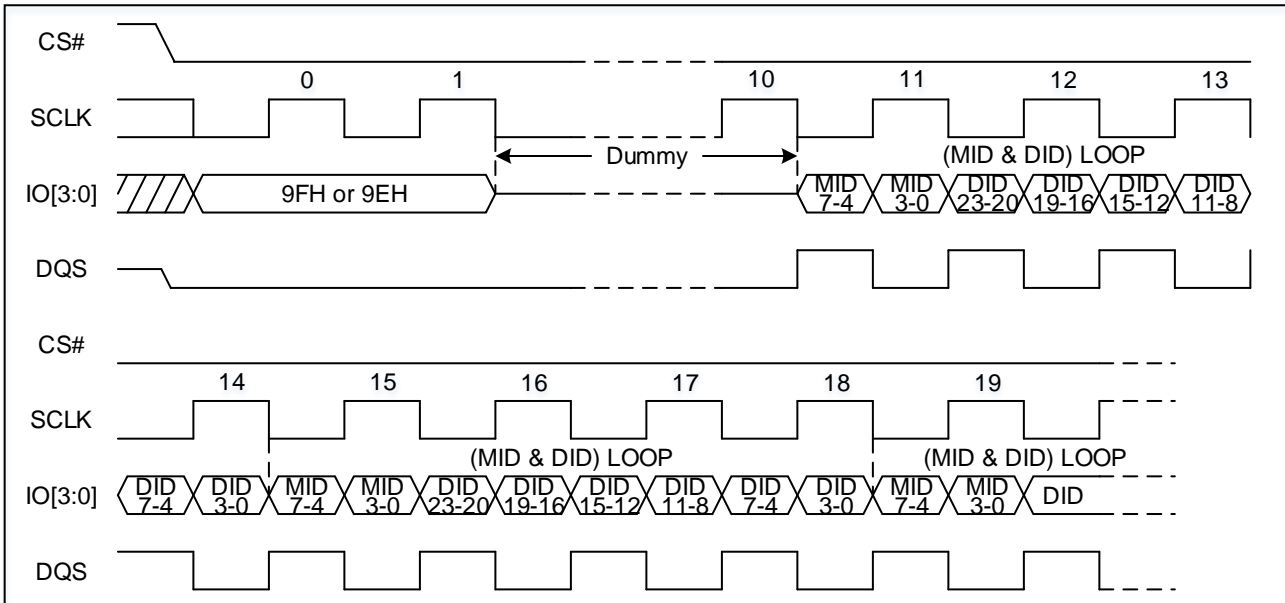 CS#
0 1 10 11 12 13
SCLK
Dummy (MID & DID) LOOP
IO[3:0] 9FH or 9EH MID 7-4 MID 3-0 DID 23-20 DID 19-16 DID 15-12 DID 11-8
DQS
CS#
14 15 16 17 18 19
SCLK
(MID & DID) LOOP (MID & DID) LOOP
IO[3:0] DID 7-4 DID 3-0 MID 7-4 MID 3-0 DID 23-20 DID 19-16 DID 15-12 DID 11-8 DID 7-4 DID 3-0 MID 7-4 MID 3-0 DID
DQS